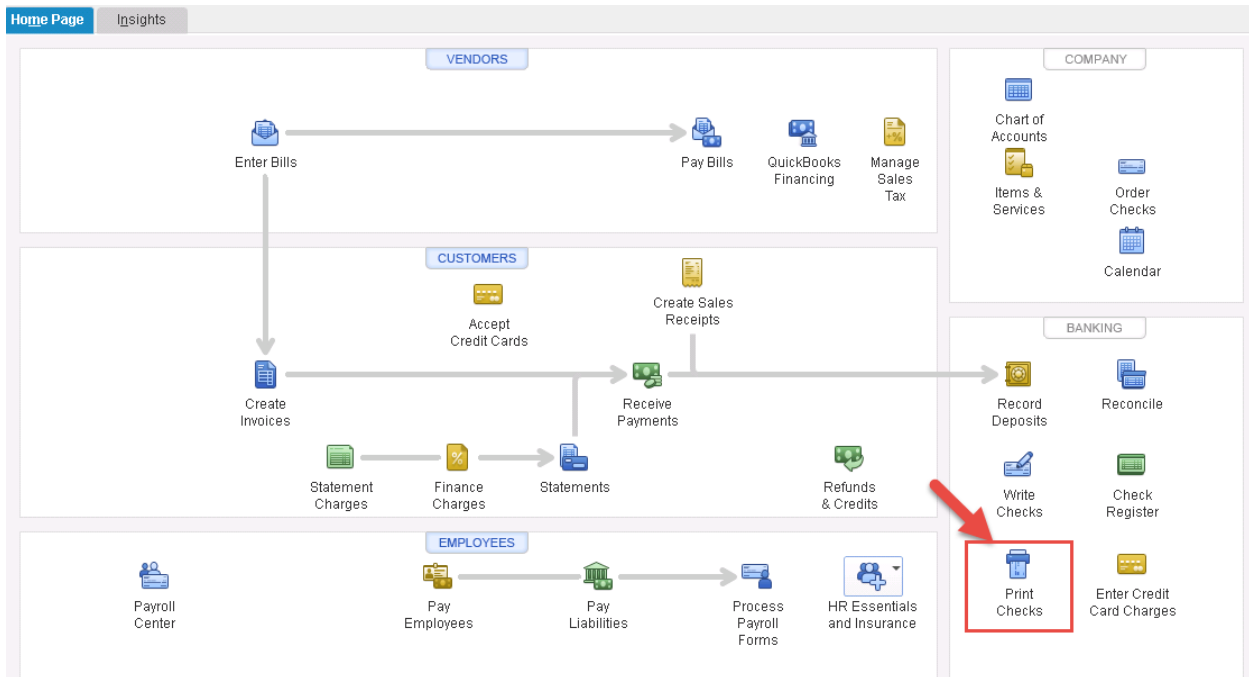 Home Page
Insights
VENDORS
Enter Bills
Pay Bills
QuickBooks
Financing
Manage
Sales
Tax
CUSTOMERS
Accept
Credit Cards
Create Sales
Receipts
Create
Invoices
Receive
Payments
Statement
Charges
Finance
Charges
Statements
Refunds
& Credits
EMPLOYEES
Payroll
Center
Pay
Employees
Pay
Liabilities
Process
Payroll
Forms
HR Essentials
and Insurance
COMPANY
Chart of
Accounts
Items &
Services
Order
Checks
Calendar
BANKING
Record
Deposits
Reconcile
Write
Checks
Check
Register
Print
Checks
Enter Credit
Card Charges